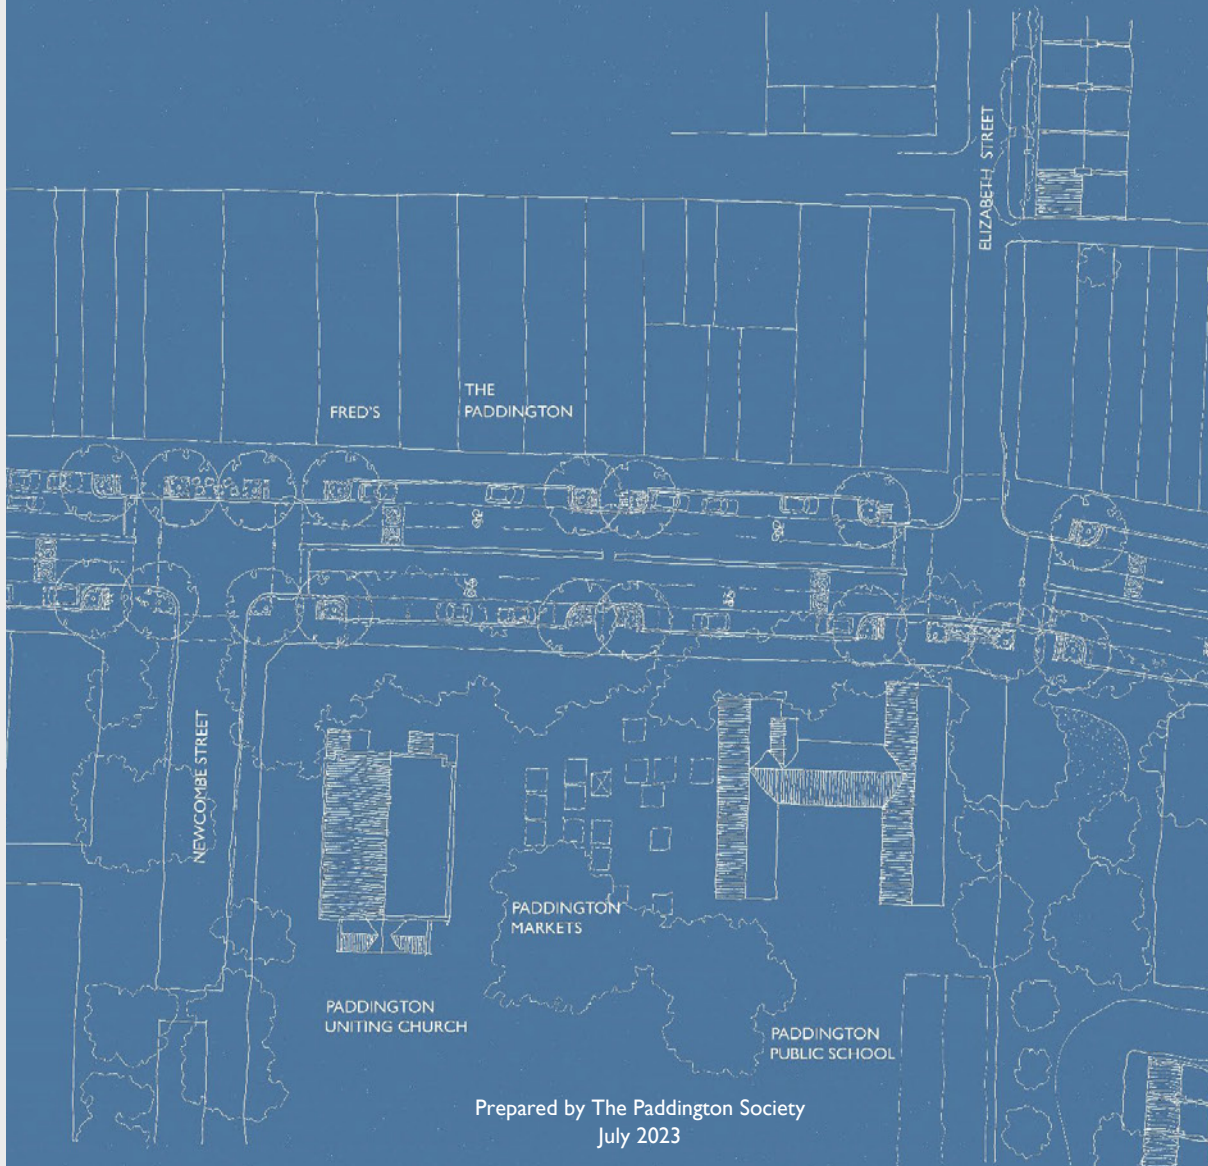 ELIZABETH STREET
FRED'S
THE
PADDINGTON
NEWCOMBE STREET
PADDINGTON
MARKETS
PADDINGTON
UNITING CHURCH
PADDINGTON
PUBLIC SCHOOL
Prepared by The Paddington Society
July 2023